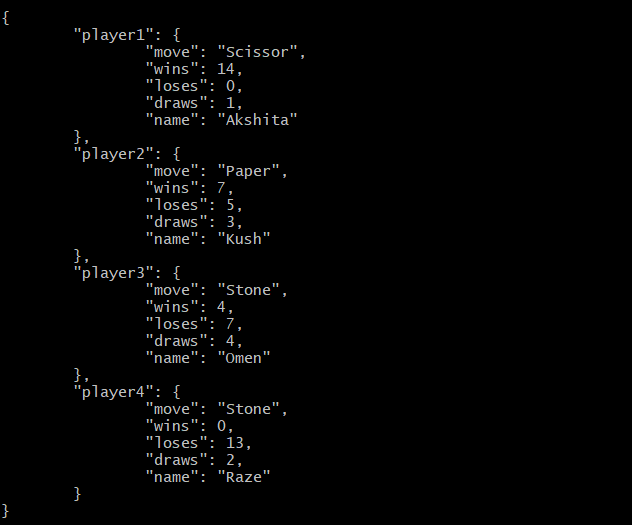 {
        "player1": {
                "move": "Scissor",
                "wins": 14,
                "loses": 0,
                "draws": 1,
                "name": "Akshita"
        },
        "player2": {
                "move": "Paper",
                "wins": 7,
                "loses": 5,
                "draws": 3,
                "name": "Kush"
        },
        "player3": {
                "move": "Stone",
                "wins": 4,
                "loses": 7,
                "draws": 4,
                "name": "Omen"
        },
        "player4": {
                "move": "Stone",
                "wins": 0,
                "loses": 13,
                "draws": 2,
                "name": "Raze"
        }
}